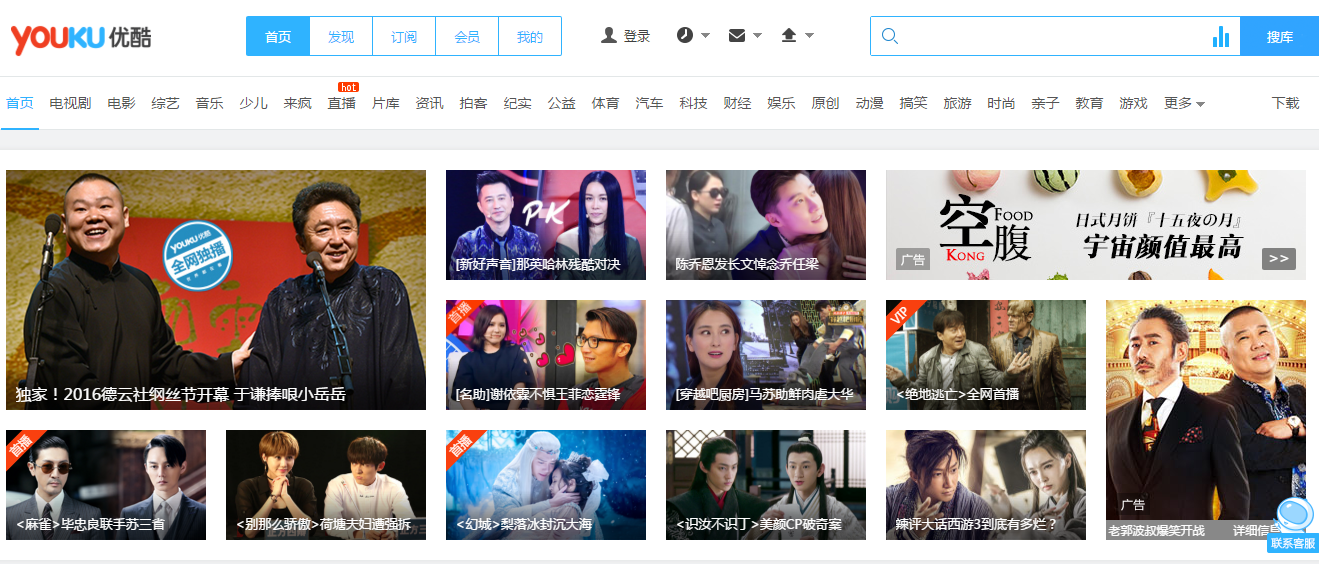 YOUKU 优酷
首页
发现
订阅
会员
我的
登录
搜库
hot
首页 电视剧 电影 综艺 音乐 少儿 来疯 直播 片库 资讯 拍客 纪实 公益 体育 汽车 科技 财经 娱乐 原创 动漫 搞笑 旅游 时尚 亲子 教育 游戏 更多 下载
YOUKU 优酷
全网独播
独家！2016德云社纲丝节开幕 于谦捧哏小岳岳
PK
[新好声音]那英哈林残酷对决
陈乔恩发长文悼念乔任梁
空腹
FOOD
KONG
日式月饼『十五夜の月』
宇宙颜值最高
广告
>>
首播
[名助]谢依霖不惧王菲恋霆锋
[穿越吧厨房]马苏助鲜肉虐大华
VIP
<绝地逃亡>全网首播
首播
<麻雀>毕忠良联手苏三省
<别那么骄傲>荷塘夫妇遭强拆
首播
<幻城>梨落冰封沉大海
<识汝不识丁>美颜CP破奇案
辣评大话西游3到底有多烂？
广告
老郭波叔爆笑开战 详细信息
联系客服